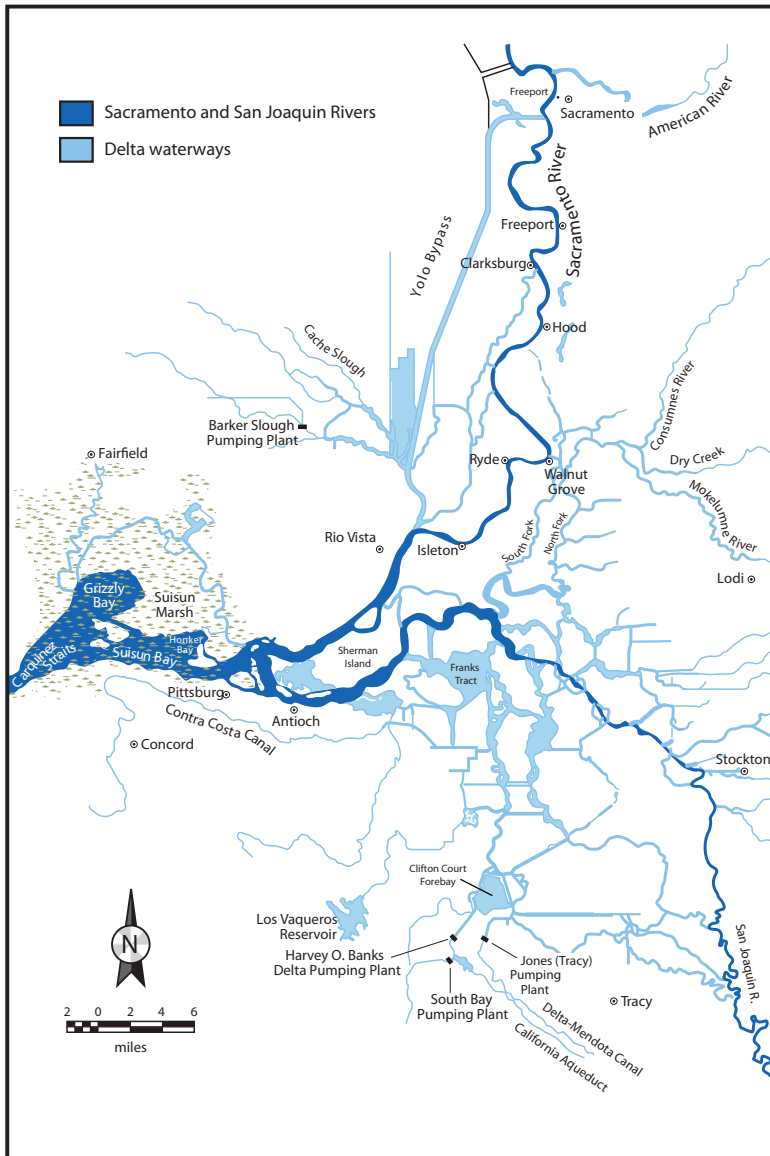 Freeport
Sacramento
American River
Sacramento and San Joaquin Rivers
Delta waterways
Sacramento River
Yolo Bypass
Freeport
Clarksburg
Hood
Cache Slough
Consumnes River
Barker Slough
Pumping Plant
Fairfield
Ryde
Walnut
Grove
Dry Creek
Mokelumne
River
Rio Vista
Isleton
South Fork
North Fork
Lodi
Grizzly
Bay
Suisun
Marsh
Honker
Bay
Carquinez
Straits
Suisun Bay
Sherman
Island
Franks
Tract
Pittsburg
Antioch
Contra Costa Canal
Concord
Stockton
Clifton Court
Forebay
Los Vaqueros
Reservoir
N
Harvey O. Banks
Delta Pumping Plant
Jones (Tracy)
Pumping
Plant
San Joaquin R.
South Bay
Pumping Plant
Tracy
Delta-Mendota Canal
California Aqueduct
2 0 2 4 6
miles